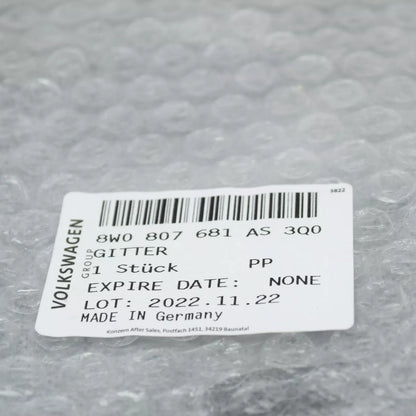 3822
VOLKSWAGEN
GROUP
8W0 807 681 AS 3Q0
GITTER
1 Stück PP
EXPIRE DATE: NONE
LOT: 2022.11.22
MADE IN Germany
Konzern After Sales, Postfach 1451, 34219 Baunatal